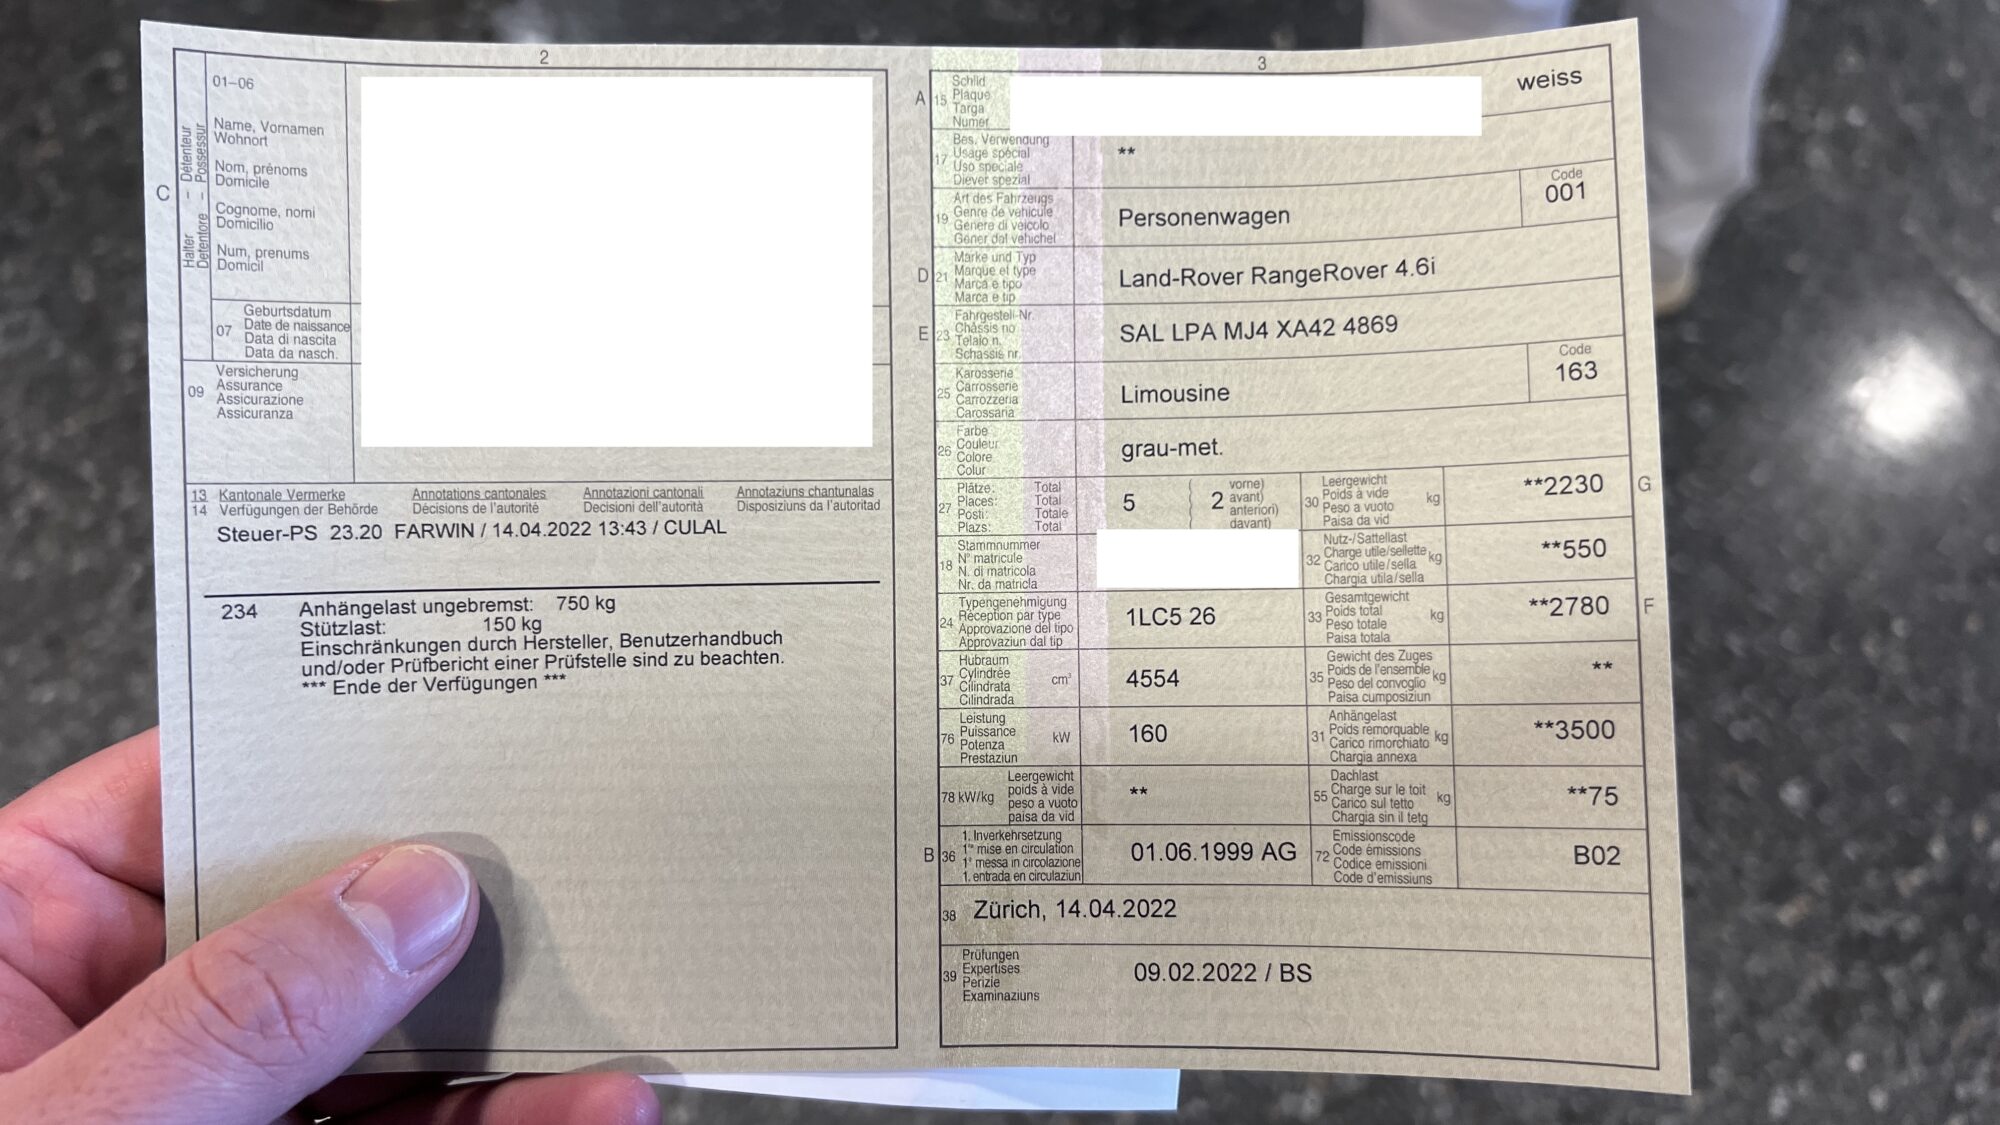 2
01–06
Name, Vornamen
Wohnort
Nom, prénoms
Domicile
Cognome, nomi
Domicilio
Num, prenums
Domicil
C
Halter – Détenteur
Detentore – Possessur
07
Geburtsdatum
Date de naissance
Data di nascita
Data da nasch.
09
Versicherung
Assurance
Assicurazione
Assicuranza
13 Kantonale Vermerke Annotations cantonales Annotazioni cantonali Annotaziuns chantunalas
14 Verfügungen der Behörde Décisions de l'autorité Decisioni dell'autorità Disposiziuns da l'autoritad
Steuer-PS 23.20 FARWIN / 14.04.2022 13:43 / CULAL
234 Anhängelast ungebremst: 750 kg
Stützlast: 150 kg
Einschränkungen durch Hersteller, Benutzerhandbuch
und/oder Prüfbericht einer Prüfstelle sind zu beachten.
*** Ende der Verfügungen ***
3
A 15
Schild
Plaque
Targa
Numer
weiss
17
Bes. Verwendung
Usage spécial
Uso speciale
Diever spezial
**
19
Art des Fahrzeugs
Genre de véhicule
Genere di veicolo
Gener dal vehichel
Personenwagen
Code
001
D 21
Marke und Typ
Marque et type
Marca e tipo
Marca e tip
Land-Rover RangeRover 4.6i
E 23
Fahrgestell-Nr.
Châssis no
Telaio n.
Schassis nr.
SAL LPA MJ4 XA42 4869
25
Karosserie
Carrosserie
Carrozzeria
Carossaria
Limousine
Code
163
26
Farbe
Couleur
Colore
Colur
grau-met.
27
Plätze: Total
Places: Total
Posti: Totale
Plazs: Total
5 ( 2 vorne)
avant)
anteriori)
davant)
30
Leergewicht
Poids à vide
Peso a vuoto
Paisa da vid
kg
**2230
G
18
Stammnummer
N° matricule
N. di matricola
Nr. da matricla
32
Nutz-/Sattellast
Charge utile/sellette
Carico utile/sella
Chargia utila/sella
kg
**550
24
Typengenehmigung
Réception par type
Approvazione del tipo
Approvaziun dal tip
1LC5 26
33
Gesamtgewicht
Poids total
Peso totale
Paisa totala
kg
**2780
F
37
Hubraum
Cylindrée
Cilindrata
Cilindrada
cm³
4554
35
Gewicht des Zuges
Poids de l'ensemble
Peso del convoglio
Paisa cumposiziun
kg
**
76
Leistung
Puissance
Potenza
Prestaziun
kW
160
31
Anhängelast
Poids remorquable
Carico rimorchiato
Chargia annexa
kg
**3500
78 kW/kg
Leergewicht
poids à vide
peso a vuoto
paisa da vid
**
55
Dachlast
Charge sur le toit
Carico sul tetto
Chargia sin il tetg
kg
**75
B 36
1. Inverkehrsetzung
1re mise en circulation
1a messa in circolazione
1. entrada en circulaziun
01.06.1999 AG
72
Emissionscode
Code émissions
Codice emissioni
Code d'emissiuns
B02
38 Zürich, 14.04.2022
39
Prüfungen
Expertises
Perizie
Examinaziuns
09.02.2022 / BS